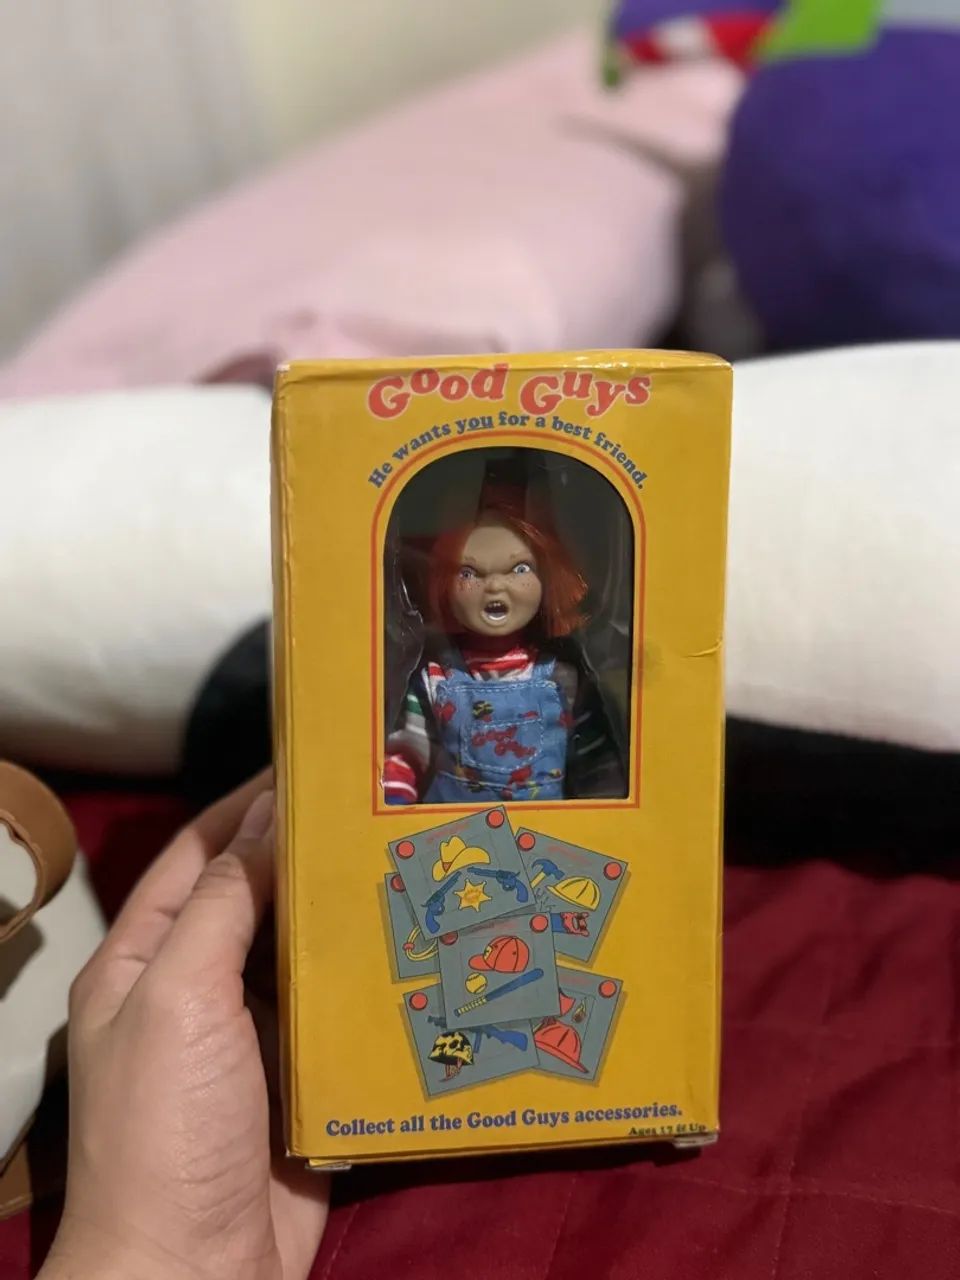 Good Guys
He wants you for a best friend.
Good
Guys
Collect all the Good Guys accessories.
Ages 17 & Up